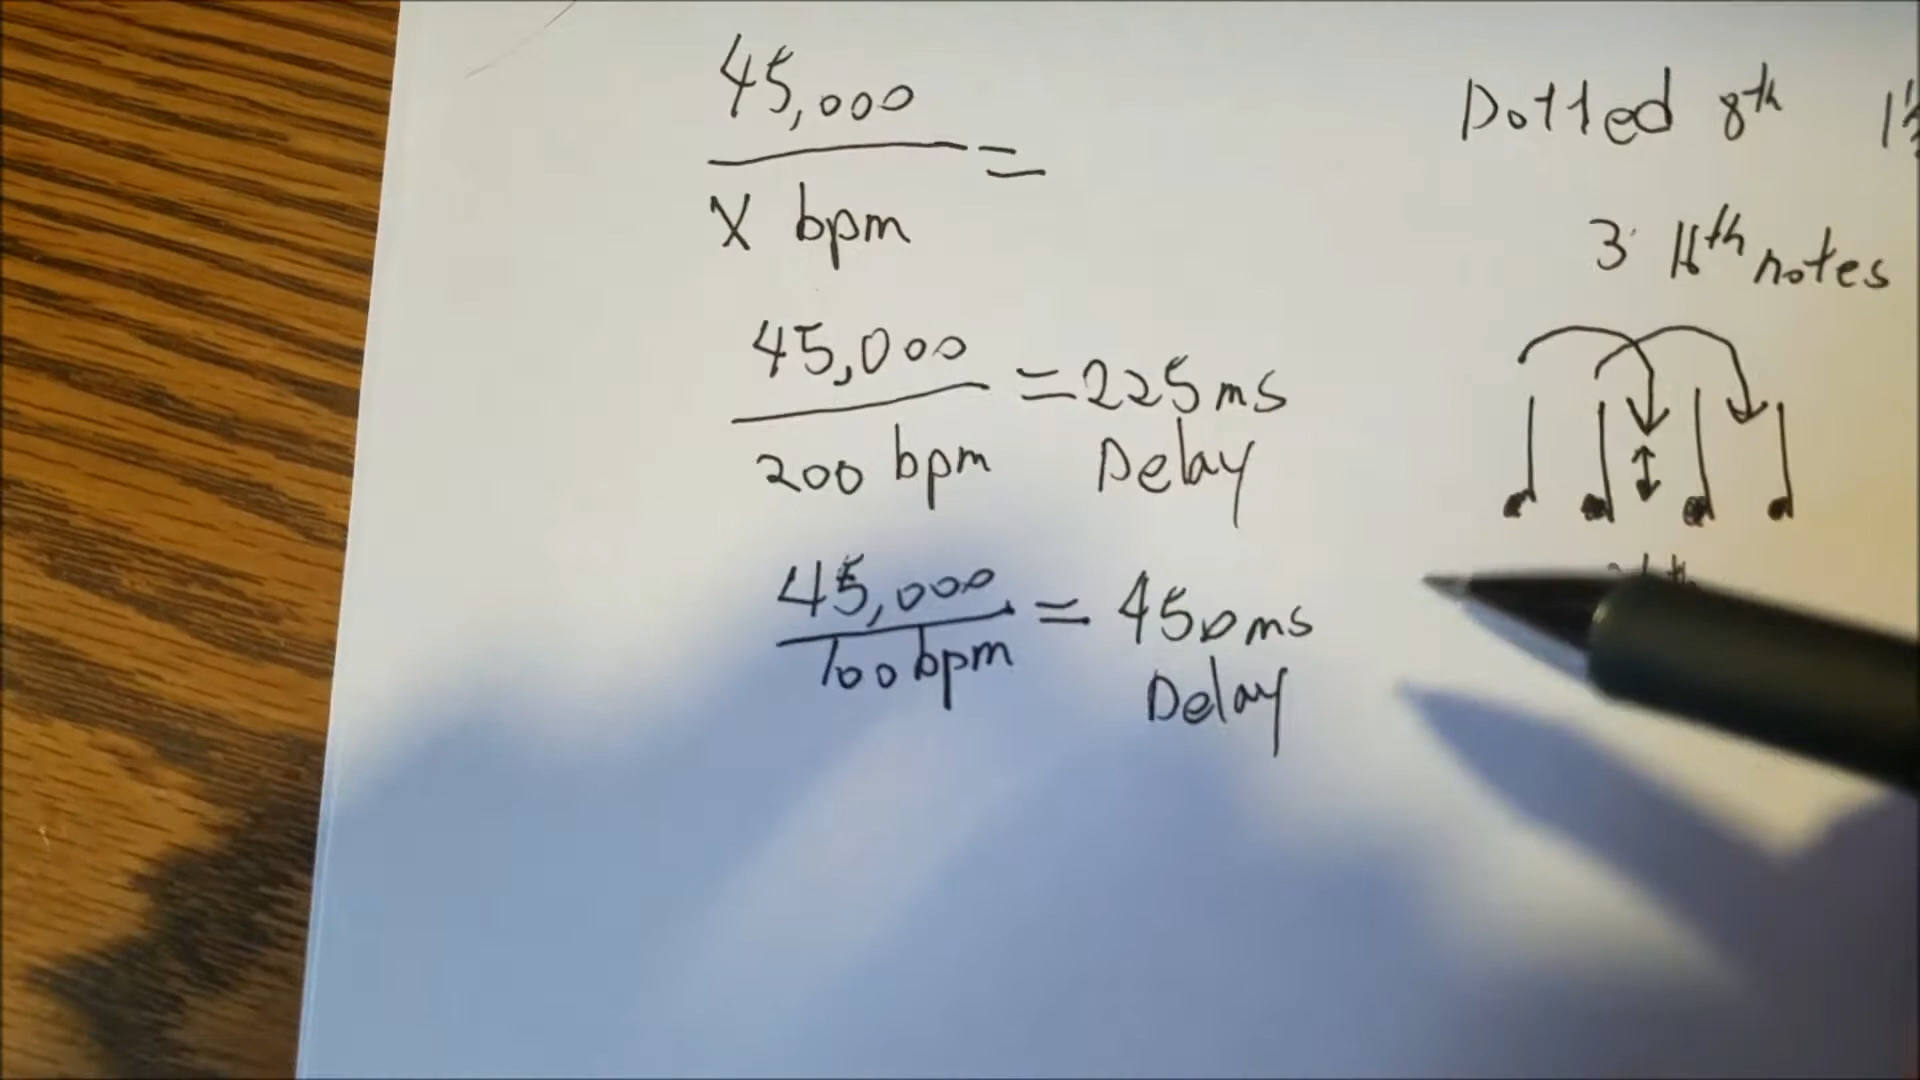 45,000
X bpm =
45,000
200 bpm = 225 ms
Delay
45,000
100 bpm = 450 ms
Delay
Dotted 8th
3 16th notes